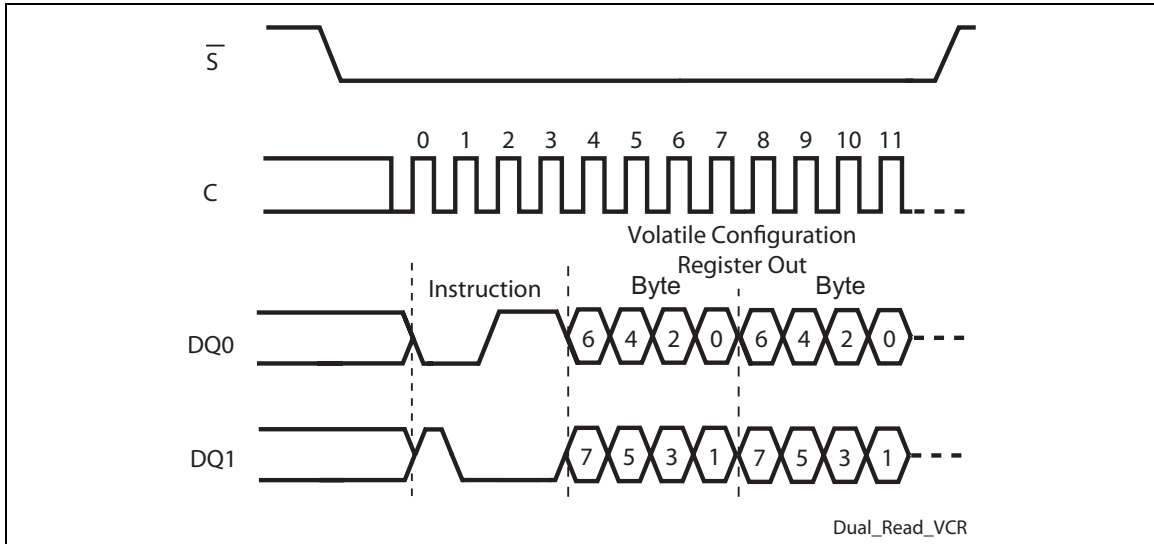 S
0 1 2 3 4 5 6 7 8 9 10 11
C
Volatile Configuration
Register Out
Instruction Byte Byte
DQ0 6 4 2 0 6 4 2 0
DQ1 7 5 3 1 7 5 3 1
Dual_Read_VCR